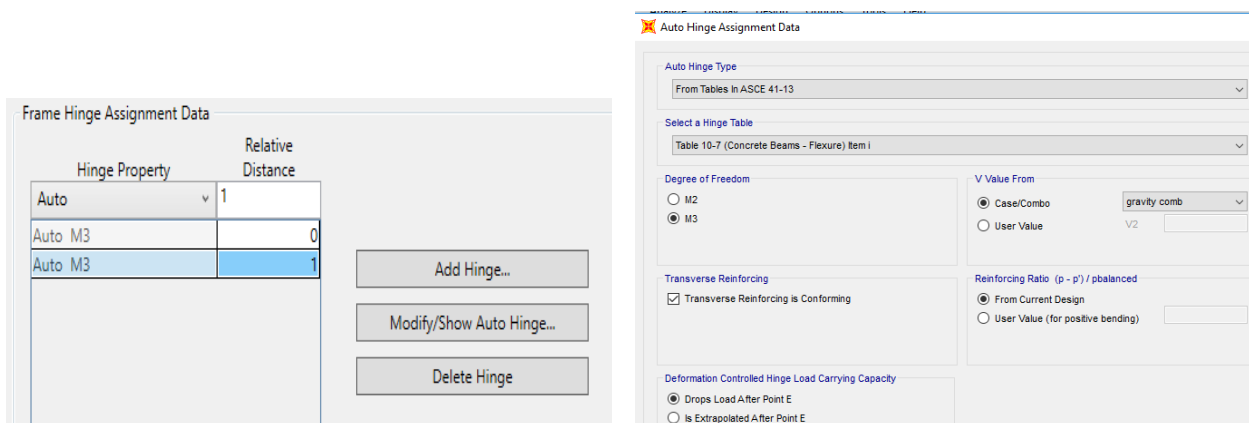 Frame Hinge Assignment Data
Relative
Hinge Property Distance
Auto 1
Auto M3 0
Auto M3 1
Add Hinge...
Modify/Show Auto Hinge...
Delete Hinge
Auto Hinge Assignment Data
Auto Hinge Type
From Tables In ASCE 41-13
Select a Hinge Table
Table 10-7 (Concrete Beams - Flexure) Item i
Degree of Freedom
M2
M3
V Value From
Case/Combo gravity comb
User Value V2
Transverse Reinforcing
Transverse Reinforcing is Conforming
Reinforcing Ratio (p - p') / pbalanced
From Current Design
User Value (for positive bending)
Deformation Controlled Hinge Load Carrying Capacity
Drops Load After Point E
Is Extrapolated After Point E